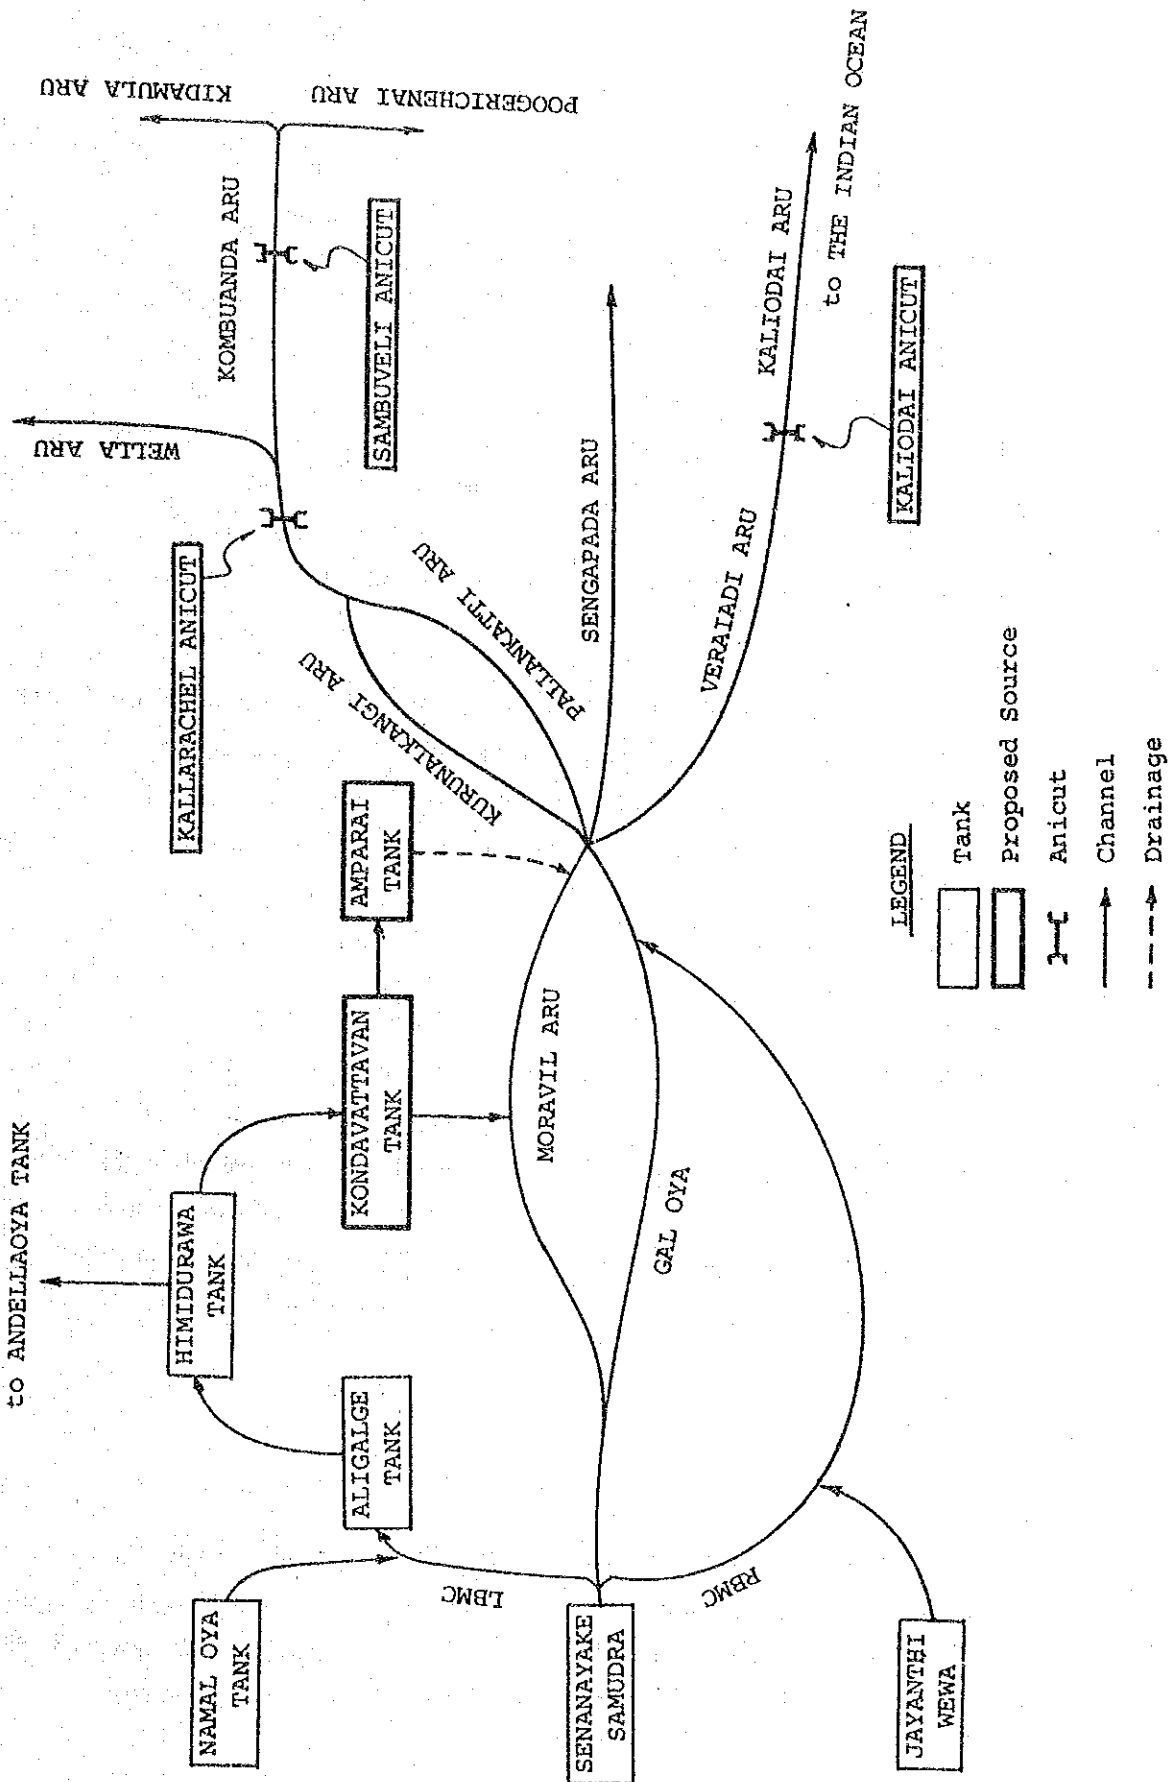 to ANDELLAOYA TANK
NAMAL OYA
TANK
ALIGALGE
TANK
HIMIDURAWA
TANK
KONDAVATTAVAN
TANK
AMPARAI
TANK
KALLARACHEL ANICUT
WELLA ARU
KIDAMULA ARU
POOGERICHENAI ARU
KOMBUANDA ARU
SAMBUVELI ANICUT
LBMC
SENANAYAKE
SAMUDRA
RBMC
JAYANTHI
WEWA
MORAVIL ARU
GAL OYA
KURUNALKANGI ARU
PALLANKATTI ARU
SENGAPADA ARU
VERAIADI ARU
KALIODAI ARU
to THE INDIAN OCEAN
KALIODAI ANICUT
LEGEND
Tank
Proposed Source
Anicut
Channel
Drainage